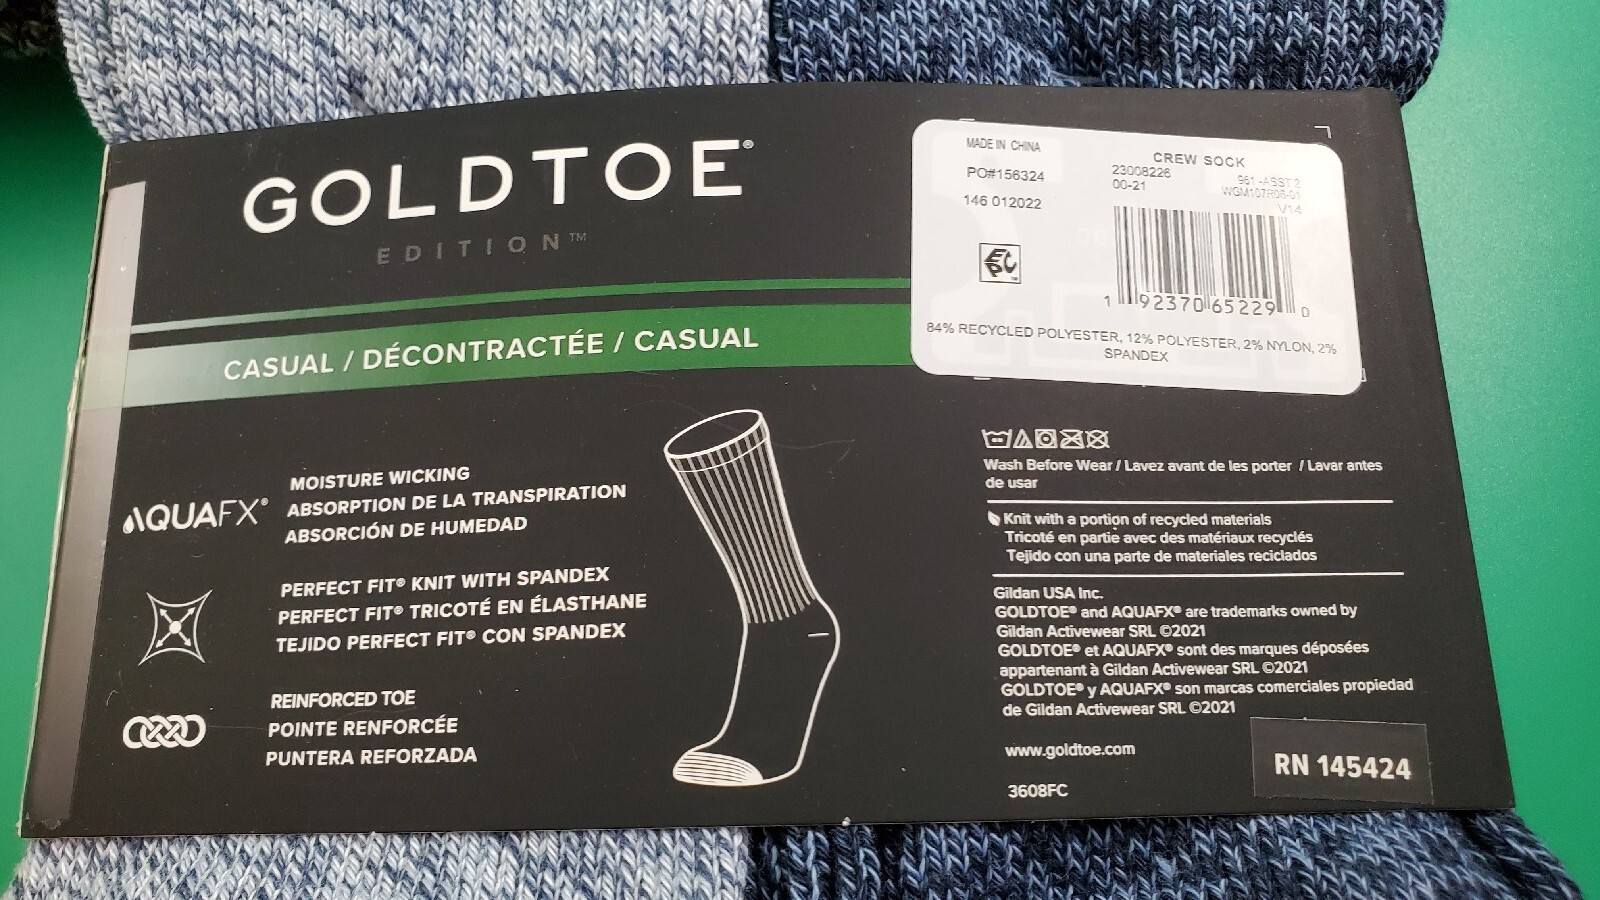 GOLDTOE®
EDITION™
CASUAL / DÉCONTRACTÉE / CASUAL
AQUAFX®
MOISTURE WICKING
ABSORPTION DE LA TRANSPIRATION
ABSORCIÓN DE HUMEDAD
PERFECT FIT® KNIT WITH SPANDEX
PERFECT FIT® TRICOTÉ EN ÉLASTHANE
TEJIDO PERFECT FIT® CON SPANDEX
REINFORCED TOE
POINTE RENFORCÉE
PUNTERA REFORZADA
MADE IN CHINA
PO#156324
146 012022
EPC™
CREW SOCK
23008226 961-ASST 2
00-21 WGM107R06-01
V14
1 92370 65229 0
84% RECYCLED POLYESTER, 12% POLYESTER, 2% NYLON, 2%
SPANDEX
Wash Before Wear / Lavez avant de les porter / Lavar antes
de usar
Knit with a portion of recycled materials
Tricoté en partie avec des matériaux recyclés
Tejido con una parte de materiales reciclados
Gildan USA Inc.
GOLDTOE® and AQUAFX® are trademarks owned by
Gildan Activewear SRL ©2021
GOLDTOE® et AQUAFX® sont des marques déposées
appartenant à Gildan Activewear SRL ©2021
GOLDTOE® y AQUAFX® son marcas comerciales propiedad
de Gildan Activewear SRL ©2021
www.goldtoe.com
3608FC
RN 145424